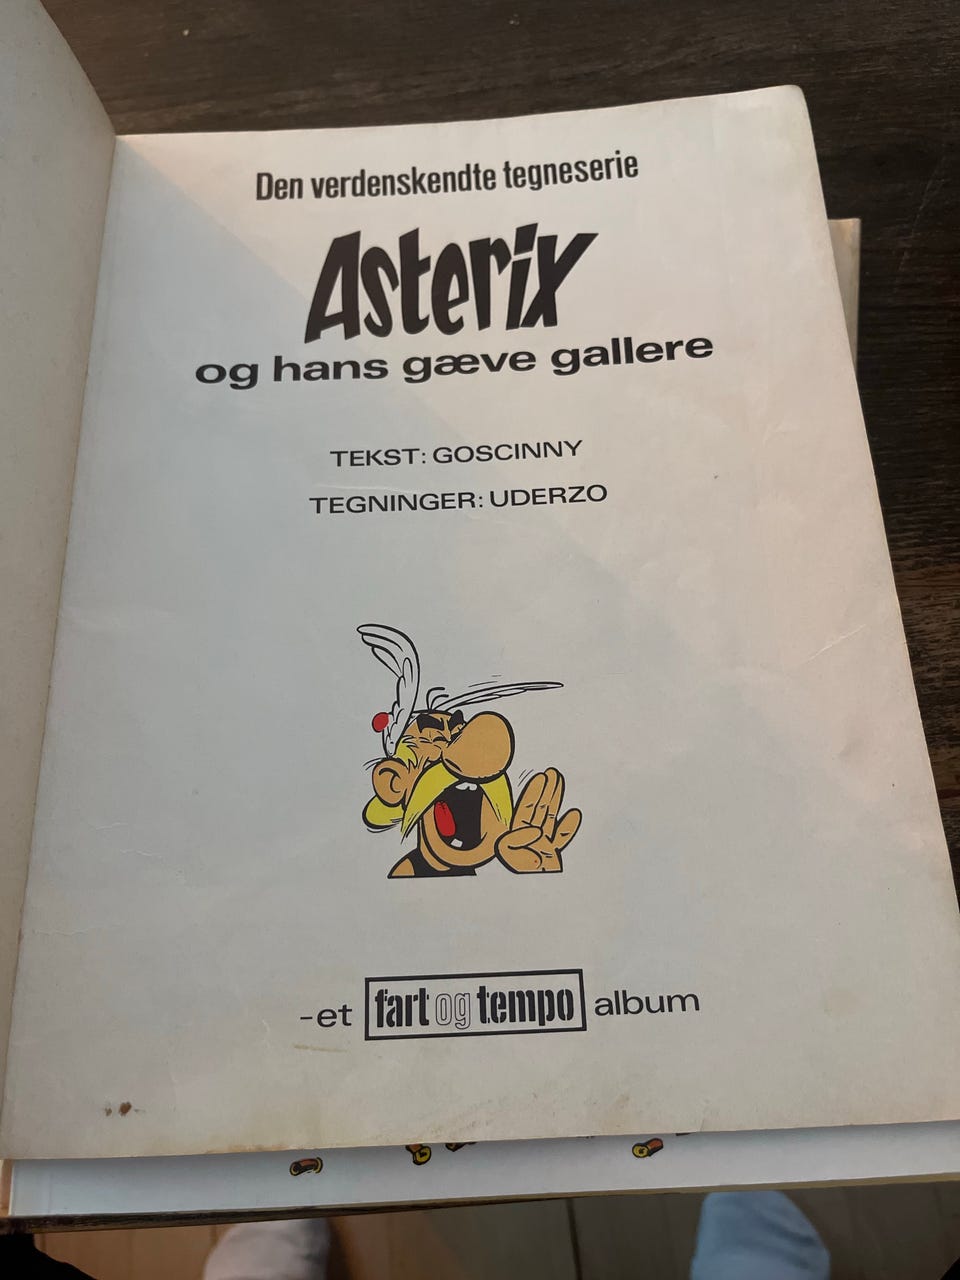 Den verdenskendte tegneserie
Asterix
og hans gæve gallere
TEKST: GOSCINNY
TEGNINGER: UDERZO
-et fart og tempo album